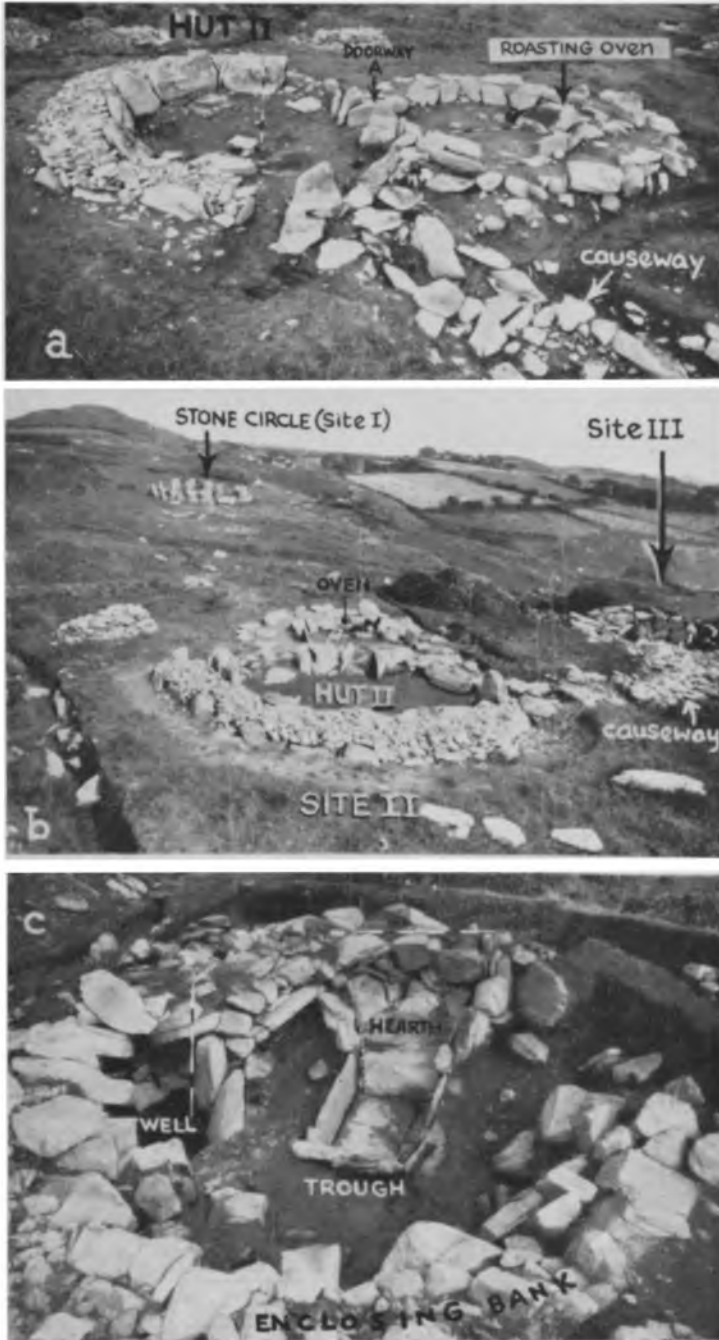 HUT II
DOORWAY
A
ROASTING OVEN
causeway
a
STONE CIRCLE (Site I)
Site III
OVEN
HUT II
causeway
SITE II
b
c
HEARTH
WELL
TROUGH
ENCLOSING BANK